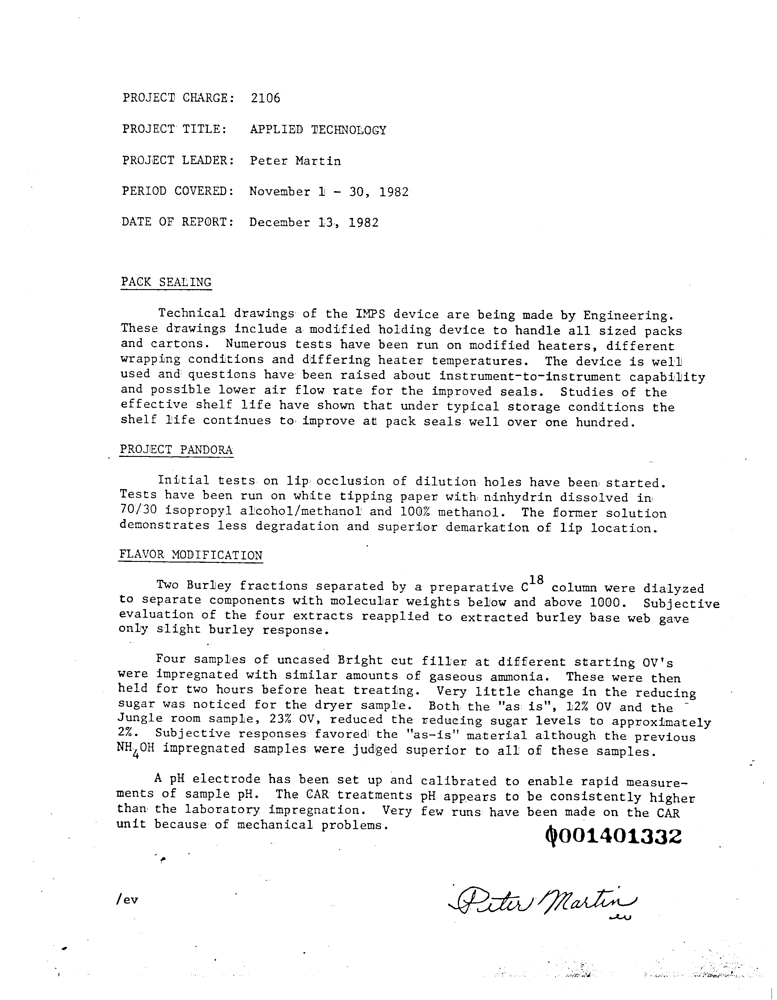 PROJECT CHARGE: 2106
PROJECT TITLE: APPLIED TECHNOLOGY
PROJECT LEADER: Peter Martin
PERIOD COVERED: November 1 - 30, 1982
DATE OF REPORT: December 13, 1982
PACK SEALING
Technical drawings of the IMPS device are being made by Engineering.
These drawings include a modified holding device to handle all sized packs
and cartons. Numerous tests have been run on modified heaters, different
wrapping conditions and differing heater temperatures. The device is well
used and questions have been raised about instrument-to-instrument capability
and possible lower air flow rate for the improved seals. Studies of the
effective shelf life have shown that under typical storage conditions the
shelf life continues to improve at pack seals well over one hundred.
PROJECT PANDORA
Initial tests on lip occlusion of dilution holes have been started.
Tests have been run on white tipping paper with ninhydrin dissolved in
70/30 isopropyl alcohol/methanol and 100% methanol. The former solution
demonstrates less degradation and superior demarkation of lip location.
FLAVOR MODIFICATION
Two Burley fractions separated by a preparative C18 column were dialyzed
to separate components with molecular weights below and above 1000. Subjective
evaluation of the four extracts reapplied to extracted burley base web gave
only slight burley response.
Four samples of uncased Bright cut filler at different starting OV's
were impregnated with similar amounts of gaseous ammonia. These were then
held for two hours before heat treating. Very little change in the reducing
sugar was noticed for the dryer sample. Both the "as is", 12% OV and the
Jungle room sample, 23% OV, reduced the reducing sugar levels to approximately
2%. Subjective responses favored the "as-is" material although the previous
NH4OH impregnated samples were judged superior to all of these samples.
A pH electrode has been set up and calibrated to enable rapid measure-
ments of sample pH. The CAR treatments pH appears to be consistently higher
than the laboratory impregnation. Very few runs have been made on the CAR
unit because of mechanical problems.
0001401332
/ev
Peter Martin
ev